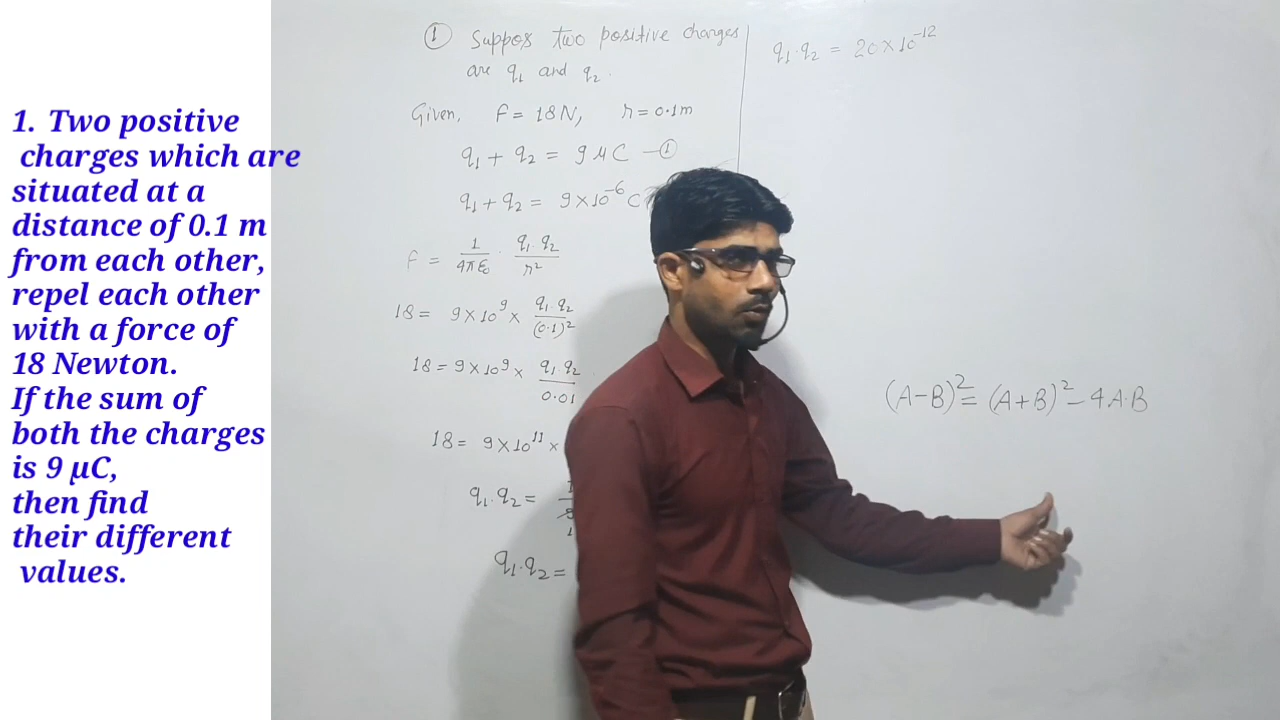 1. Two positive
charges which are
situated at a
distance of 0.1 m
from each other,
repel each other
with a force of
18 Newton.
If the sum of
both the charges
is 9 μC,
then find
their different
values.
① Suppos two positive charges
are q₁ and q₂.
Given, F = 18N, r = 0.1m
q₁ + q₂ = 9 μC —①
q₁ + q₂ = 9×10⁻⁶ C
F = 1/4πε₀ · q₁.q₂/r²
18 = 9×10⁹ × q₁.q₂/(0.1)²
18 = 9×10⁹ × q₁ q₂/0.01
18 = 9×10¹¹ ×
q₁.q₂ =
q₁.q₂ =
q₁.q₂ = 20×10⁻¹²
(A−B)² = (A+B)² − 4A.B